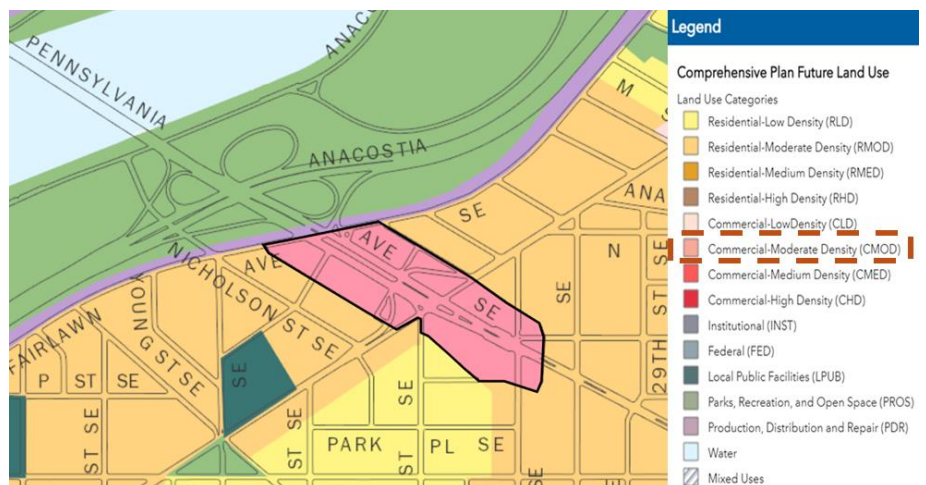 PENNSYLVANIA
ANAC
ANACOSTIA
M
S
ANA
SE
N
SE
AVE
AVE
NICHOLSON ST SE
SE
SE
29TH ST SE
YOUNG ST SE
FAIRLAWN
P ST SE
SE
SE
ST SE
ST SE
ST
PARK PL SE
SE
Legend
Comprehensive Plan Future Land Use
Land Use Categories
Residential-Low Density (RLD)
Residential-Moderate Density (RMOD)
Residential-Medium Density (RMED)
Residential-High Density (RHD)
Commercial-LowDensity (CLD)
Commercial-Moderate Density (CMOD)
Commercial-Medium Density (CMED)
Commercial-High Density (CHD)
Institutional (INST)
Federal (FED)
Local Public Facilities (LPUB)
Parks, Recreation, and Open Space (PROS)
Production, Distribution and Repair (PDR)
Water
Mixed Uses